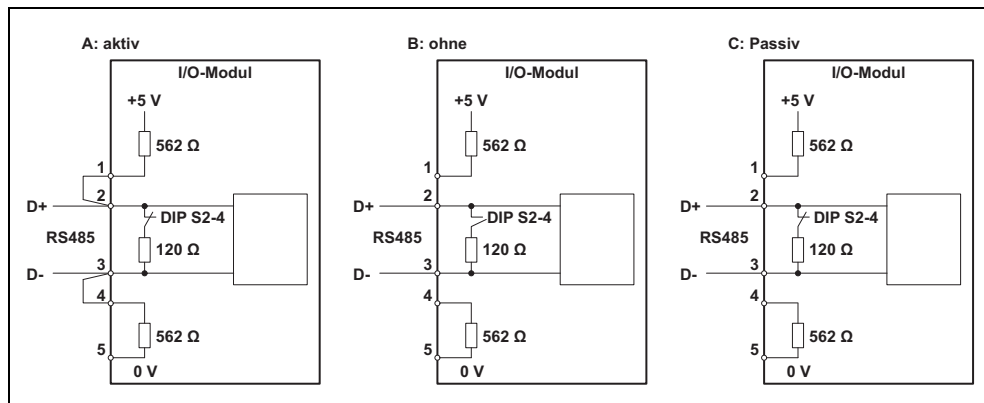 A: aktiv
I/O-Modul
+5 V
562 Ω
1
2
D+
DIP S2-4
RS485
120 Ω
3
D-
4
562 Ω
5
0 V
B: ohne
I/O-Modul
+5 V
562 Ω
1
2
D+
DIP S2-4
RS485
120 Ω
3
D-
4
562 Ω
5
0 V
C: Passiv
I/O-Modul
+5 V
562 Ω
1
2
D+
DIP S2-4
RS485
120 Ω
3
D-
4
562 Ω
5
0 V